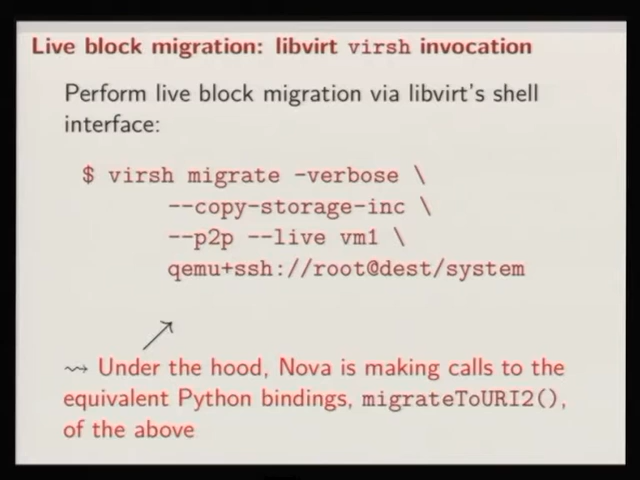 Live block migration: libvirt virsh invocation
Perform live block migration via libvirt's shell
interface:
$ virsh migrate -verbose \
--copy-storage-inc \
--p2p --live vm1 \
qemu+ssh://root@dest/system
⇝ Under the hood, Nova is making calls to the
equivalent Python bindings, migrateToURI2(),
of the above